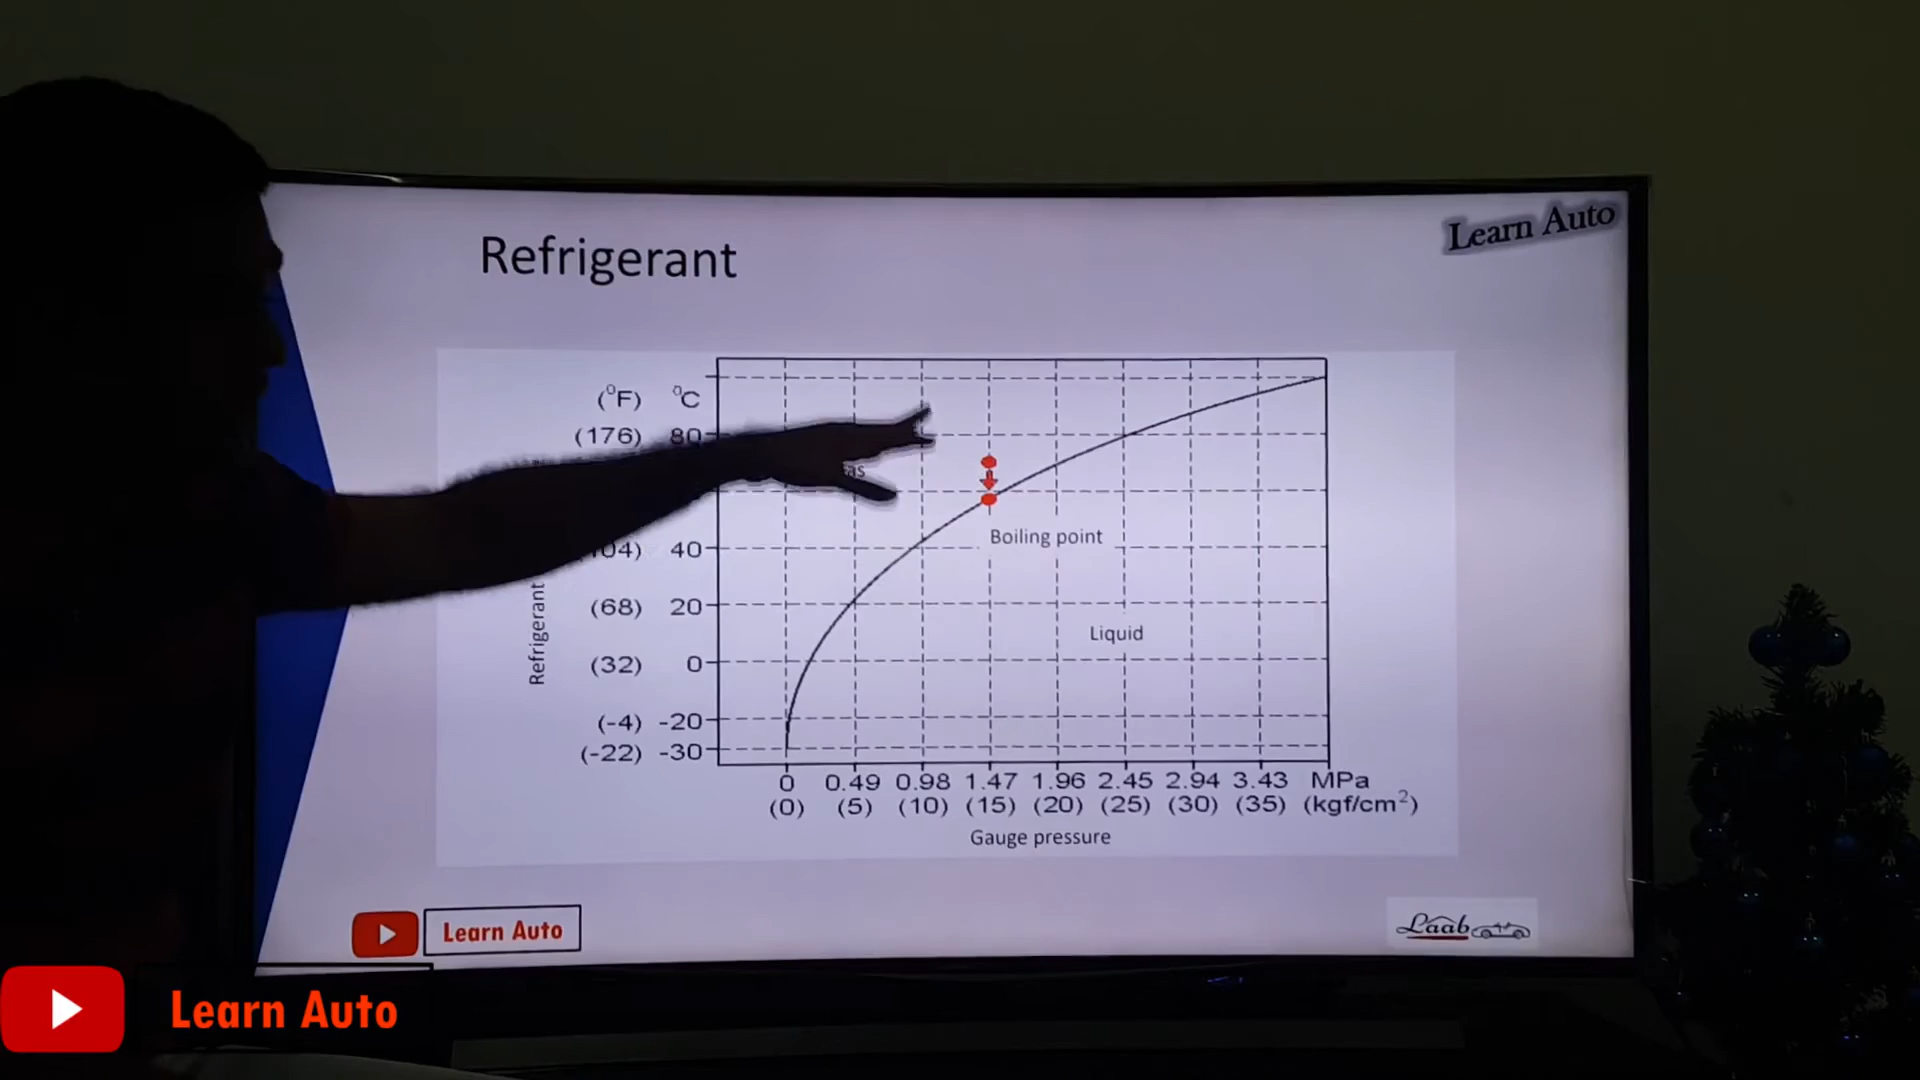 Learn Auto
Refrigerant
(°F) °C
(176) 80
40
(68) 20
(32) 0
(-4) -20
(-22) -30
Refrigerant
Boiling point
Liquid
0 0.49 0.98 1.47 1.96 2.45 2.94 3.43 MPa
(0) (5) (10) (15) (20) (25) (30) (35) (kgf/cm²)
Gauge pressure
Learn Auto
Laab
Learn Auto